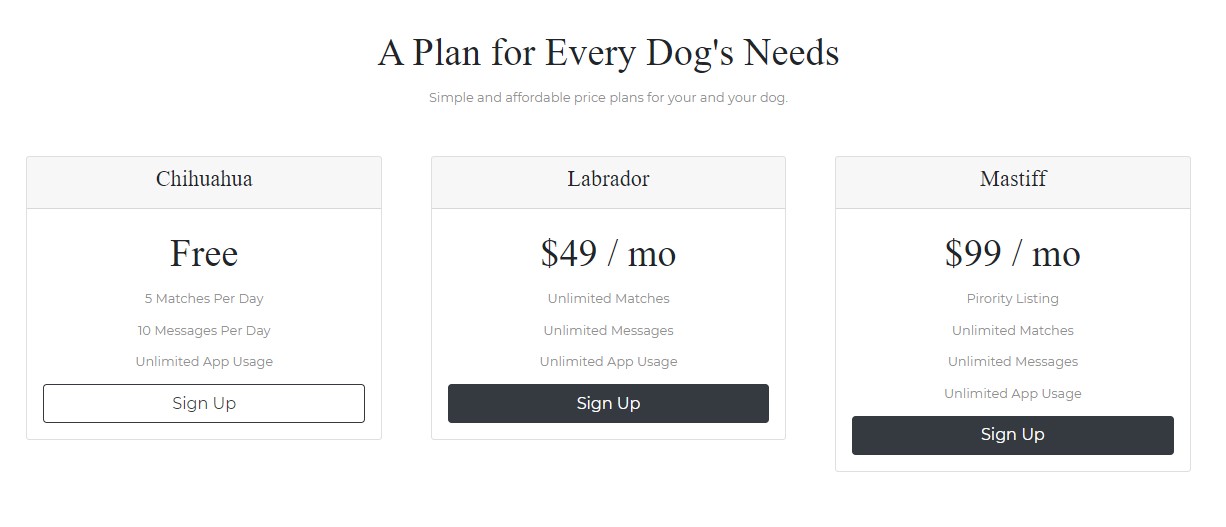 A Plan for Every Dog's Needs
Simple and affordable price plans for your and your dog.
Chihuahua
Free
5 Matches Per Day
10 Messages Per Day
Unlimited App Usage
Sign Up
Labrador
$49 / mo
Unlimited Matches
Unlimited Messages
Unlimited App Usage
Sign Up
Mastiff
$99 / mo
Pirority Listing
Unlimited Matches
Unlimited Messages
Unlimited App Usage
Sign Up